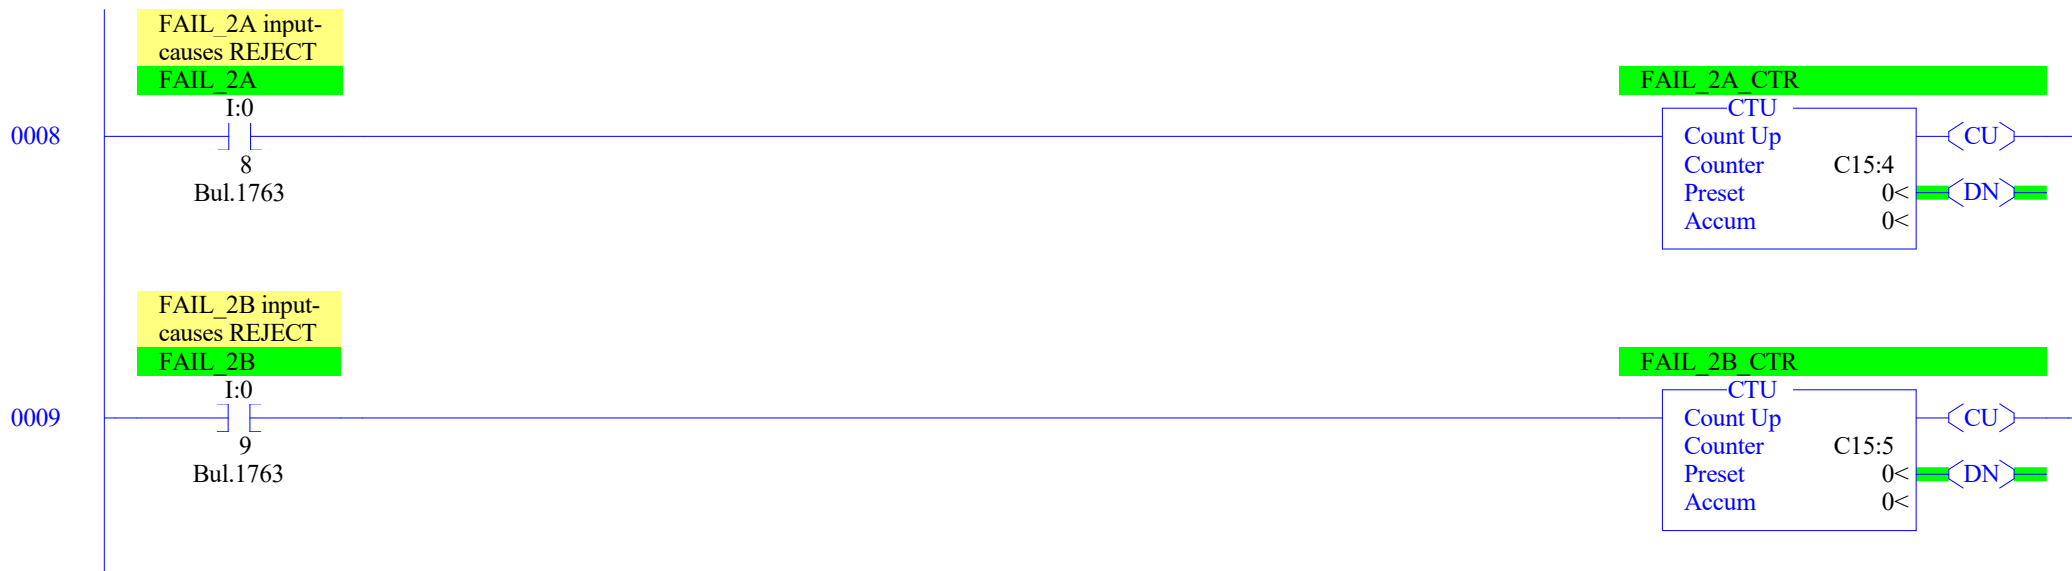 FAIL_2A input-
causes REJECT
FAIL_2A
I:0
0008
8
Bul.1763
FAIL_2A_CTR
CTU
Count Up
CU
Counter C15:4
Preset 0<
DN
Accum 0<
FAIL_2B input-
causes REJECT
FAIL_2B
I:0
0009
9
Bul.1763
FAIL_2B_CTR
CTU
Count Up
CU
Counter C15:5
Preset 0<
DN
Accum 0<